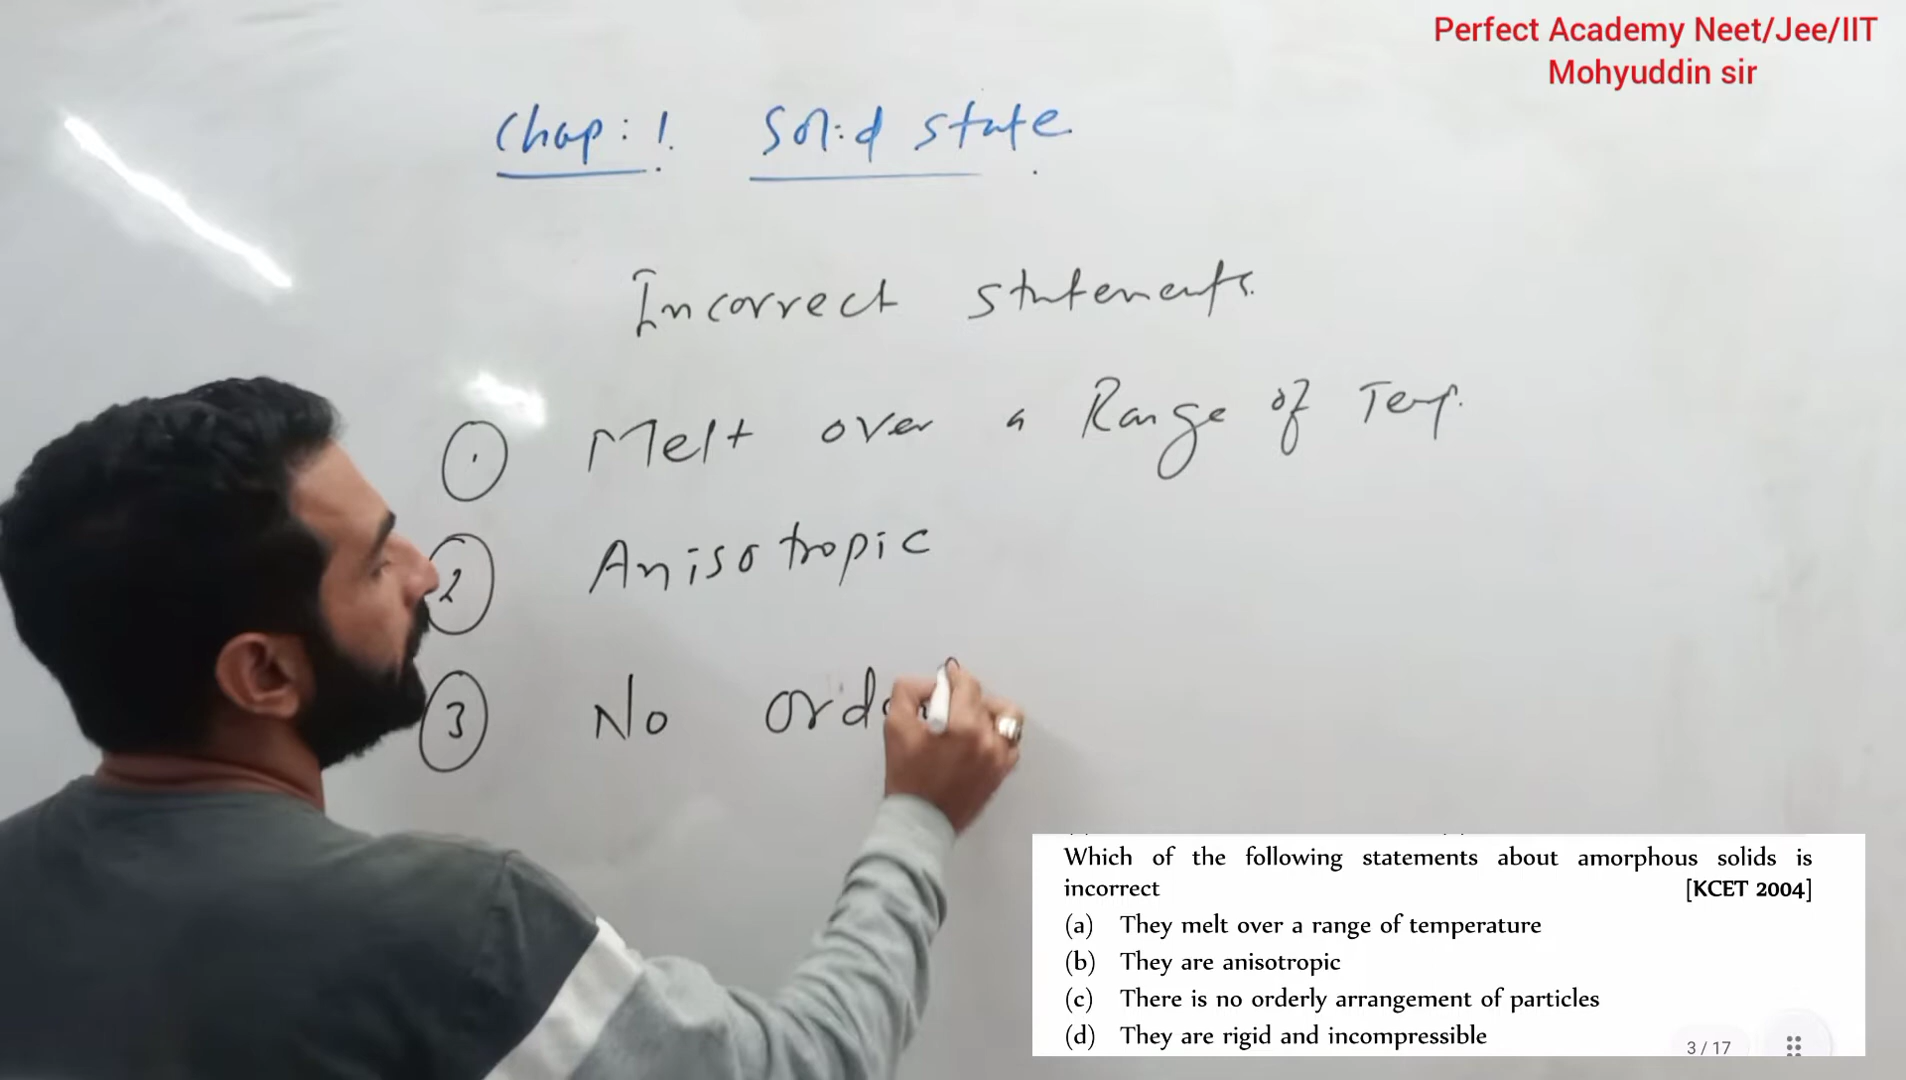 Perfect Academy Neet/Jee/IIT
Mohyuddin sir
Chap: 1. Solid state
Incorrect statements.
1 Melt over a Range of Temp.
2 Anisotropic
3 No order
Which of the following statements about amorphous solids is
incorrect [KCET 2004]
(a) They melt over a range of temperature
(b) They are anisotropic
(c) There is no orderly arrangement of particles
(d) They are rigid and incompressible
3 / 17